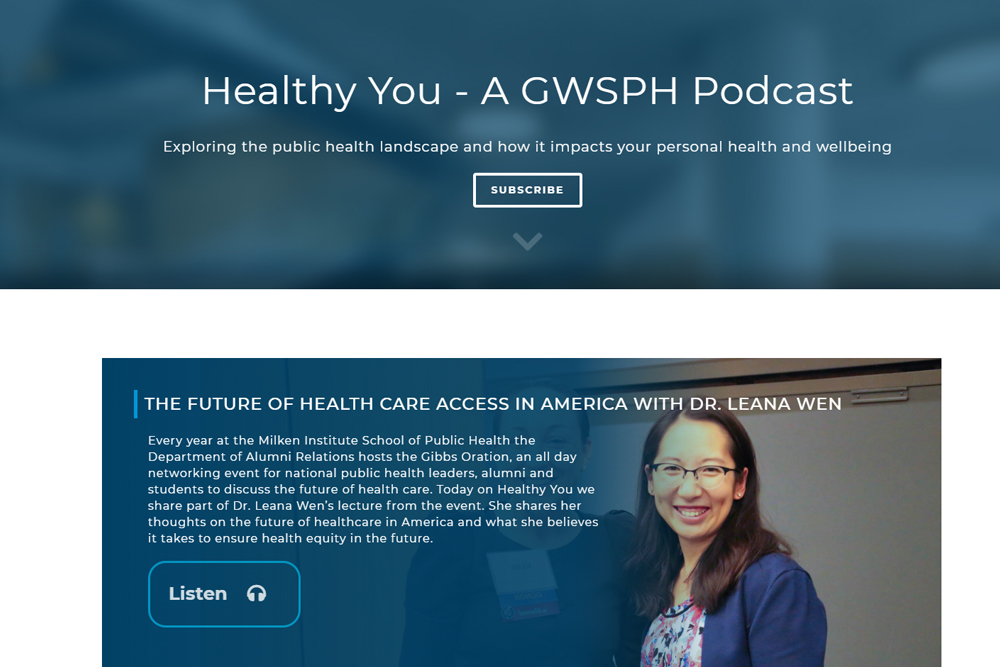 Healthy You - A GWSPH Podcast
Exploring the public health landscape and how it impacts your personal health and wellbeing
SUBSCRIBE
THE FUTURE OF HEALTH CARE ACCESS IN AMERICA WITH DR. LEANA WEN
Every year at the Milken Institute School of Public Health the
Department of Alumni Relations hosts the Gibbs Oration, an all day
networking event for national public health leaders, alumni and
students to discuss the future of health care. Today on Healthy You we
share part of Dr. Leana Wen's lecture from the event. She shares her
thoughts on the future of healthcare in America and what she believes
it takes to ensure health equity in the future.
Listen